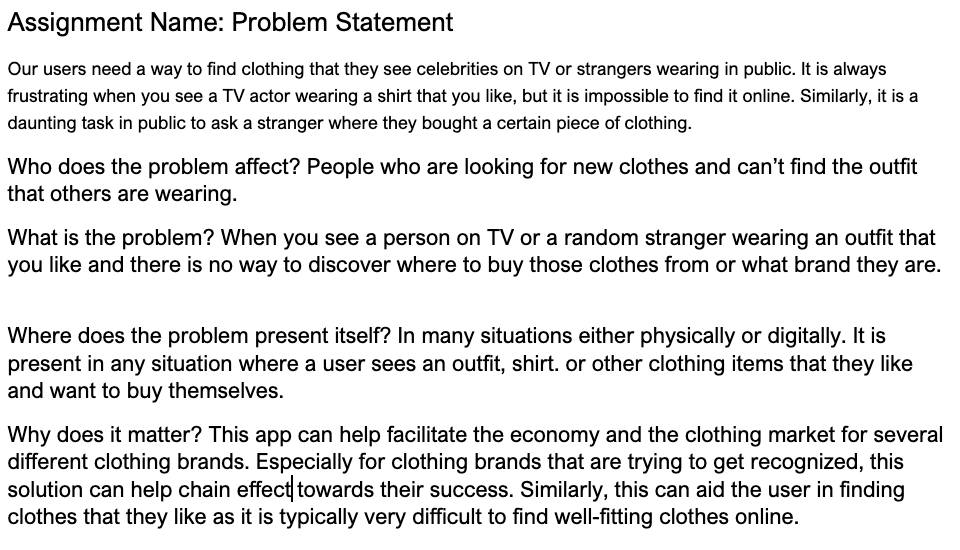 Assignment Name: Problem Statement
Our users need a way to find clothing that they see celebrities on TV or strangers wearing in public. It is always
frustrating when you see a TV actor wearing a shirt that you like, but it is impossible to find it online. Similarly, it is a
daunting task in public to ask a stranger where they bought a certain piece of clothing.
Who does the problem affect? People who are looking for new clothes and can’t find the outfit
that others are wearing.
What is the problem? When you see a person on TV or a random stranger wearing an outfit that
you like and there is no way to discover where to buy those clothes from or what brand they are.
Where does the problem present itself? In many situations either physically or digitally. It is
present in any situation where a user sees an outfit, shirt. or other clothing items that they like
and want to buy themselves.
Why does it matter? This app can help facilitate the economy and the clothing market for several
different clothing brands. Especially for clothing brands that are trying to get recognized, this
solution can help chain effect towards their success. Similarly, this can aid the user in finding
clothes that they like as it is typically very difficult to find well-fitting clothes online.